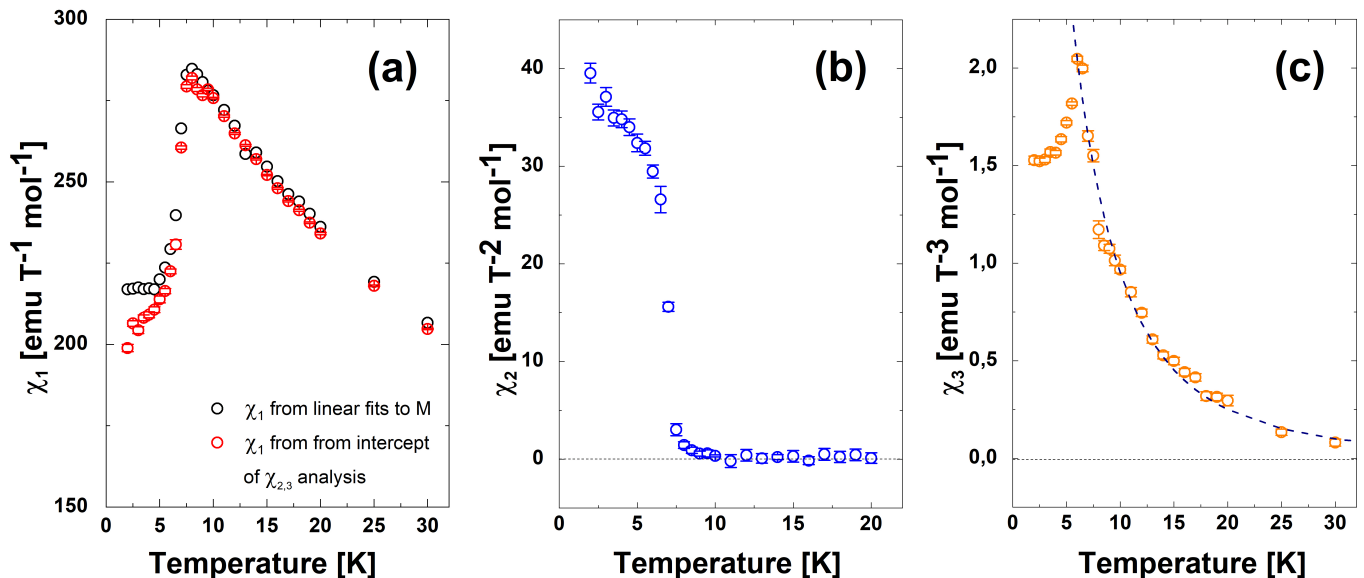 (a)
300
250
200
150
χ₁ [emu T⁻¹ mol⁻¹]
χ₁ from linear fits to M
χ₁ from from intercept
of χ₂,₃ analysis
0 5 10 15 20 25 30
Temperature [K]
(b)
40
30
20
10
0
χ₂ [emu T⁻² mol⁻¹]
0 5 10 15 20
Temperature [K]
(c)
2,0
1,5
1,0
0,5
0,0
χ₃ [emu T⁻³ mol⁻¹]
0 5 10 15 20 25 30
Temperature [K]